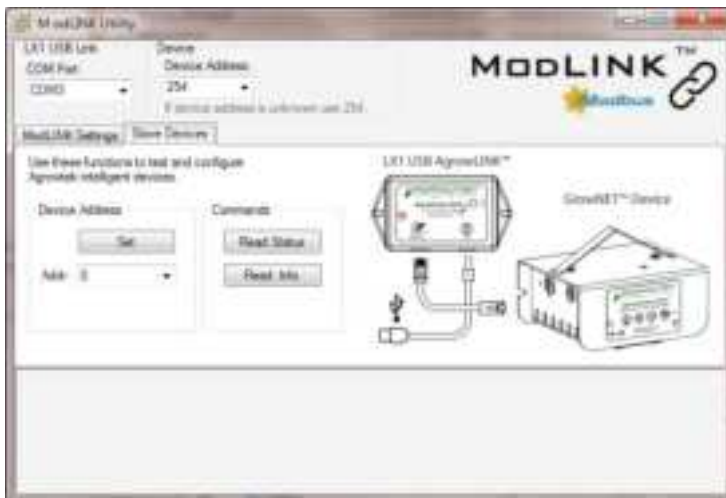 ModLINK Utility
LX1 USB Link
COM Port
COM3
Device
Device Address
254
If device address is unknown use 254
MODLINK™
Modbus
ModLINK Settings
Slave Devices
Use these functions to test and configure
Agrowtek intelligent devices.
Device Address
Set
Addr: 0
Commands
Read Status
Read Info
LX1 USB AgrowLINK™
GrowNET™ Device